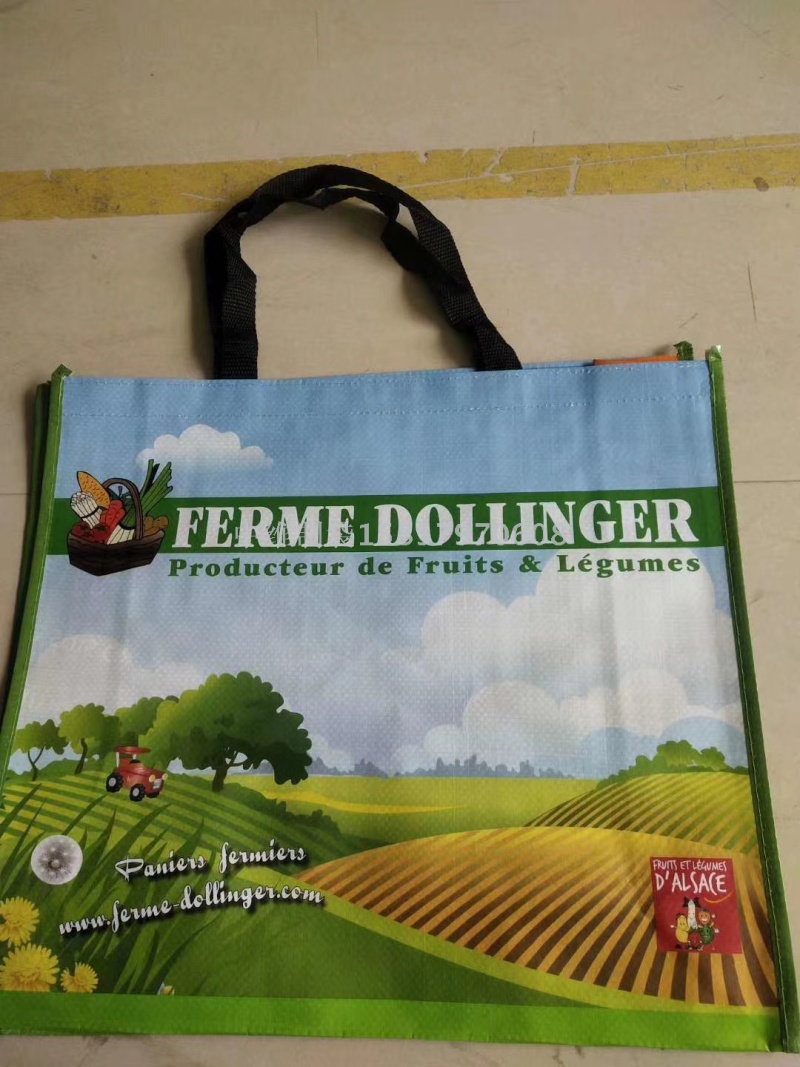 FERME DOLLINGER
Producteur de Fruits & Légumes
Paniers fermiers
www.ferme-dollinger.com
FRUITS ET LÉGUMES
D'ALSACE